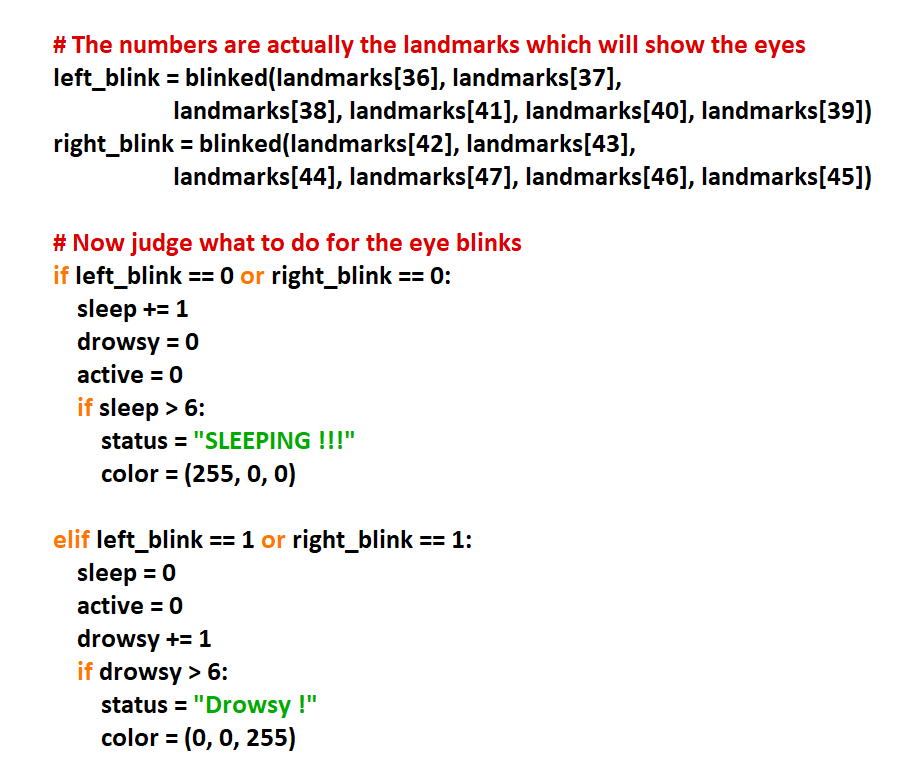 # The numbers are actually the landmarks which will show the eyes
left_blink = blinked(landmarks[36], landmarks[37],
landmarks[38], landmarks[41], landmarks[40], landmarks[39])
right_blink = blinked(landmarks[42], landmarks[43],
landmarks[44], landmarks[47], landmarks[46], landmarks[45])
# Now judge what to do for the eye blinks
if left_blink == 0 or right_blink == 0:
sleep += 1
drowsy = 0
active = 0
if sleep > 6:
status = "SLEEPING !!!"
color = (255, 0, 0)
elif left_blink == 1 or right_blink == 1:
sleep = 0
active = 0
drowsy += 1
if drowsy > 6:
status = "Drowsy !"
color = (0, 0, 255)